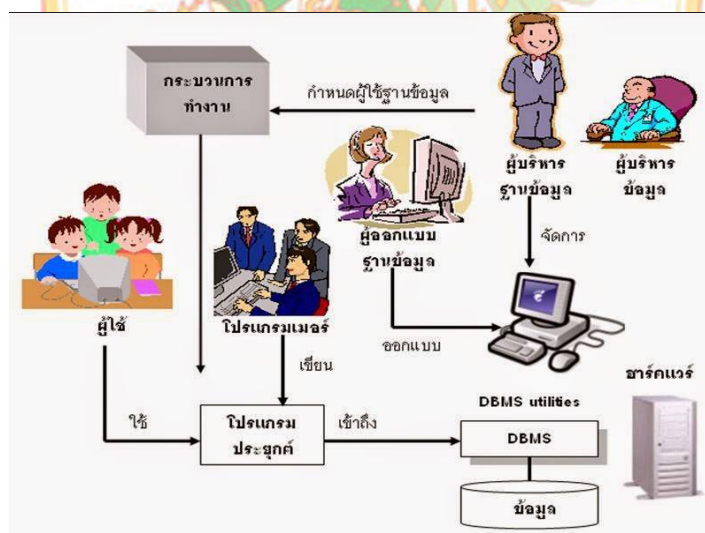 กระบวนการ
ทำงาน
กำหนดผู้ใช้ฐานข้อมูล
ผู้บริหาร
ฐานข้อมูล
ผู้บริหาร
ข้อมูล
ผู้ออกแบบ
ฐานข้อมูล
จัดการ
ผู้ใช้
โปรแกรมเมอร์
ออกแบบ
เขียน
ฮาร์ดแวร์
DBMS utilities
ใช้
โปรแกรม
ประยุกต์
เข้าถึง
DBMS
ข้อมูล